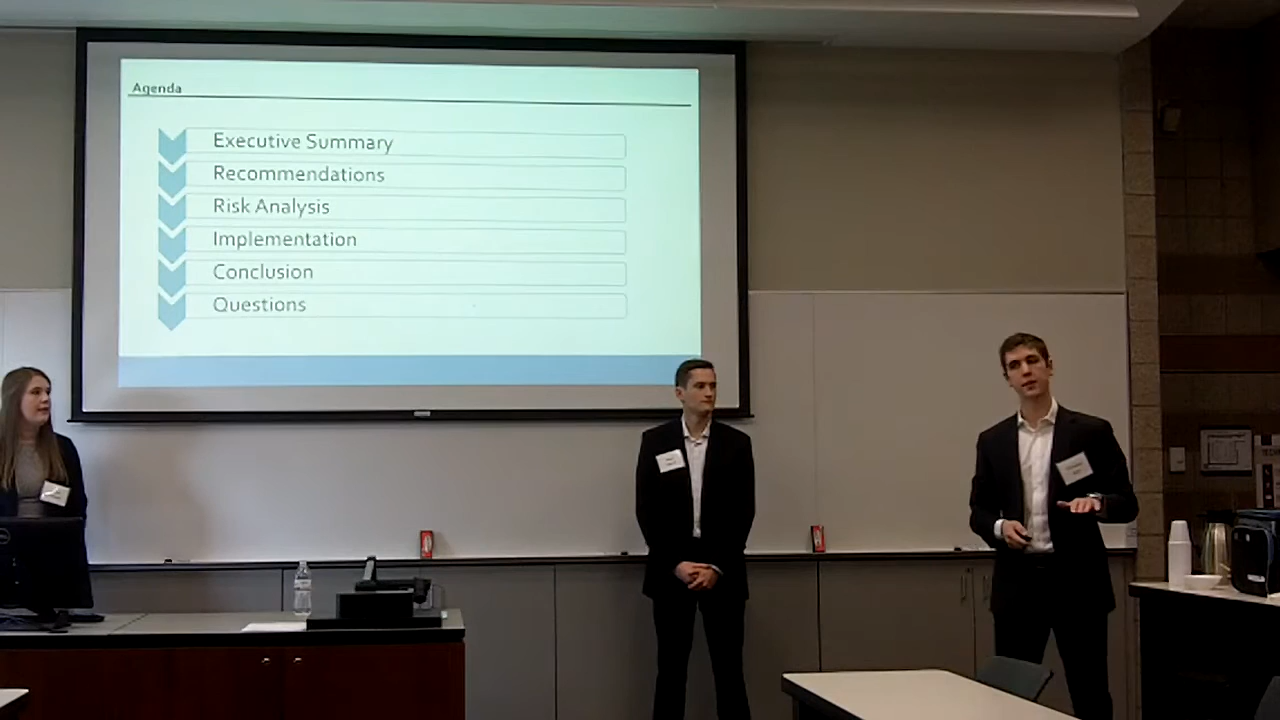 Agenda
Executive Summary
Recommendations
Risk Analysis
Implementation
Conclusion
Questions